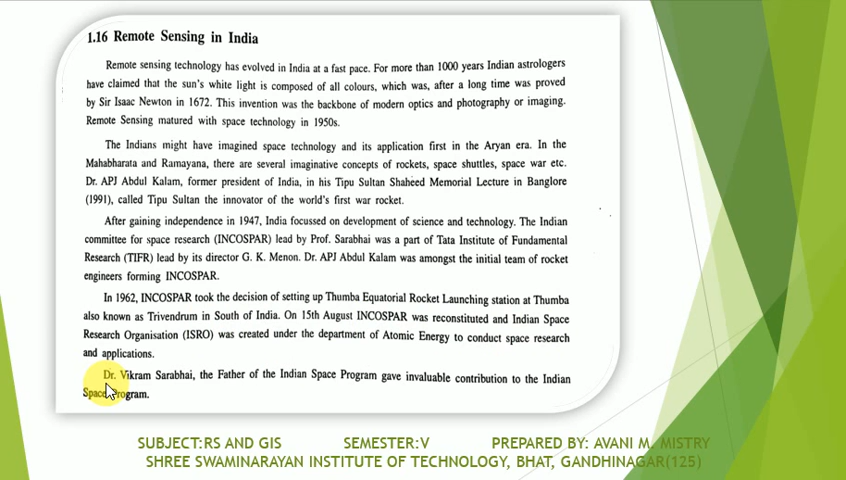 1.16 Remote Sensing in India
Remote sensing technology has evolved in India at a fast pace. For more than 1000 years Indian astrologers
have claimed that the sun's white light is composed of all colours, which was, after a long time was proved
by Sir Isaac Newton in 1672. This invention was the backbone of modern optics and photography or imaging.
Remote Sensing matured with space technology in 1950s.
The Indians might have imagined space technology and its application first in the Aryan era. In the
Mahabharata and Ramayana, there are several imaginative concepts of rockets, space shuttles, space war etc.
Dr. APJ Abdul Kalam, former president of India, in his Tipu Sultan Shaheed Memorial Lecture in Banglore
(1991), called Tipu Sultan the innovator of the world's first war rocket.
After gaining independence in 1947, India focussed on development of science and technology. The Indian
committee for space research (INCOSPAR) lead by Prof. Sarabhai was a part of Tata Institute of Fundamental
Research (TIFR) lead by its director G. K. Menon. Dr. APJ Abdul Kalam was amongst the initial team of rocket
engineers forming INCOSPAR.
In 1962, INCOSPAR took the decision of setting up Thumba Equatorial Rocket Launching station at Thumba
also known as Trivendrum in South of India. On 15th August INCOSPAR was reconstituted and Indian Space
Research Organisation (ISRO) was created under the department of Atomic Energy to conduct space research
and applications.
Dr. Vikram Sarabhai, the Father of the Indian Space Program gave invaluable contribution to the Indian
Space Program.
SUBJECT:RS AND GIS SEMESTER:V PREPARED BY: AVANI M. MISTRY
SHREE SWAMINARAYAN INSTITUTE OF TECHNOLOGY, BHAT, GANDHINAGAR(125)